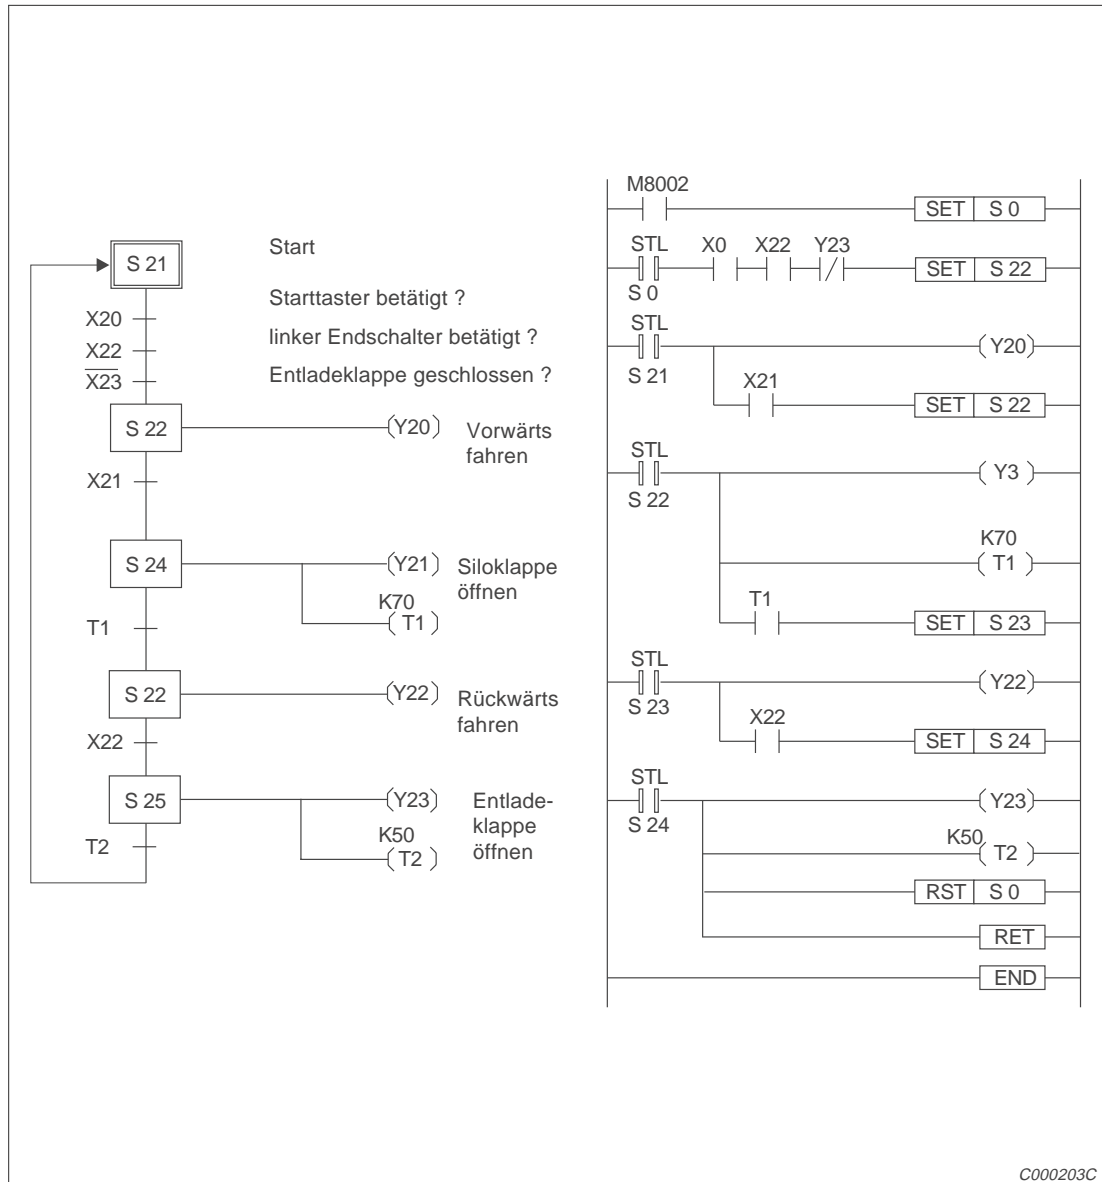 S 21
Start
X20
Starttaster betätigt ?
X22
linker Endschalter betätigt ?
X23
Entladeklappe geschlossen ?
S 22
Y20
Vorwärts
fahren
X21
S 24
Y21
Siloklappe
öffnen
K70
T1
T1
S 22
Y22
Rückwärts
fahren
X22
S 25
Y23
Entlade-
klappe
öffnen
K50
T2
T2
M8002
SET S 0
STL X0 X22 Y23
SET S 22
S 0
STL
Y20
S 21
X21
SET S 22
STL
Y3
S 22
K70
T1
T1
SET S 23
STL
Y22
S 23
X22
SET S 24
STL
Y23
S 24
K50
T2
RST S 0
RET
END
C000203C